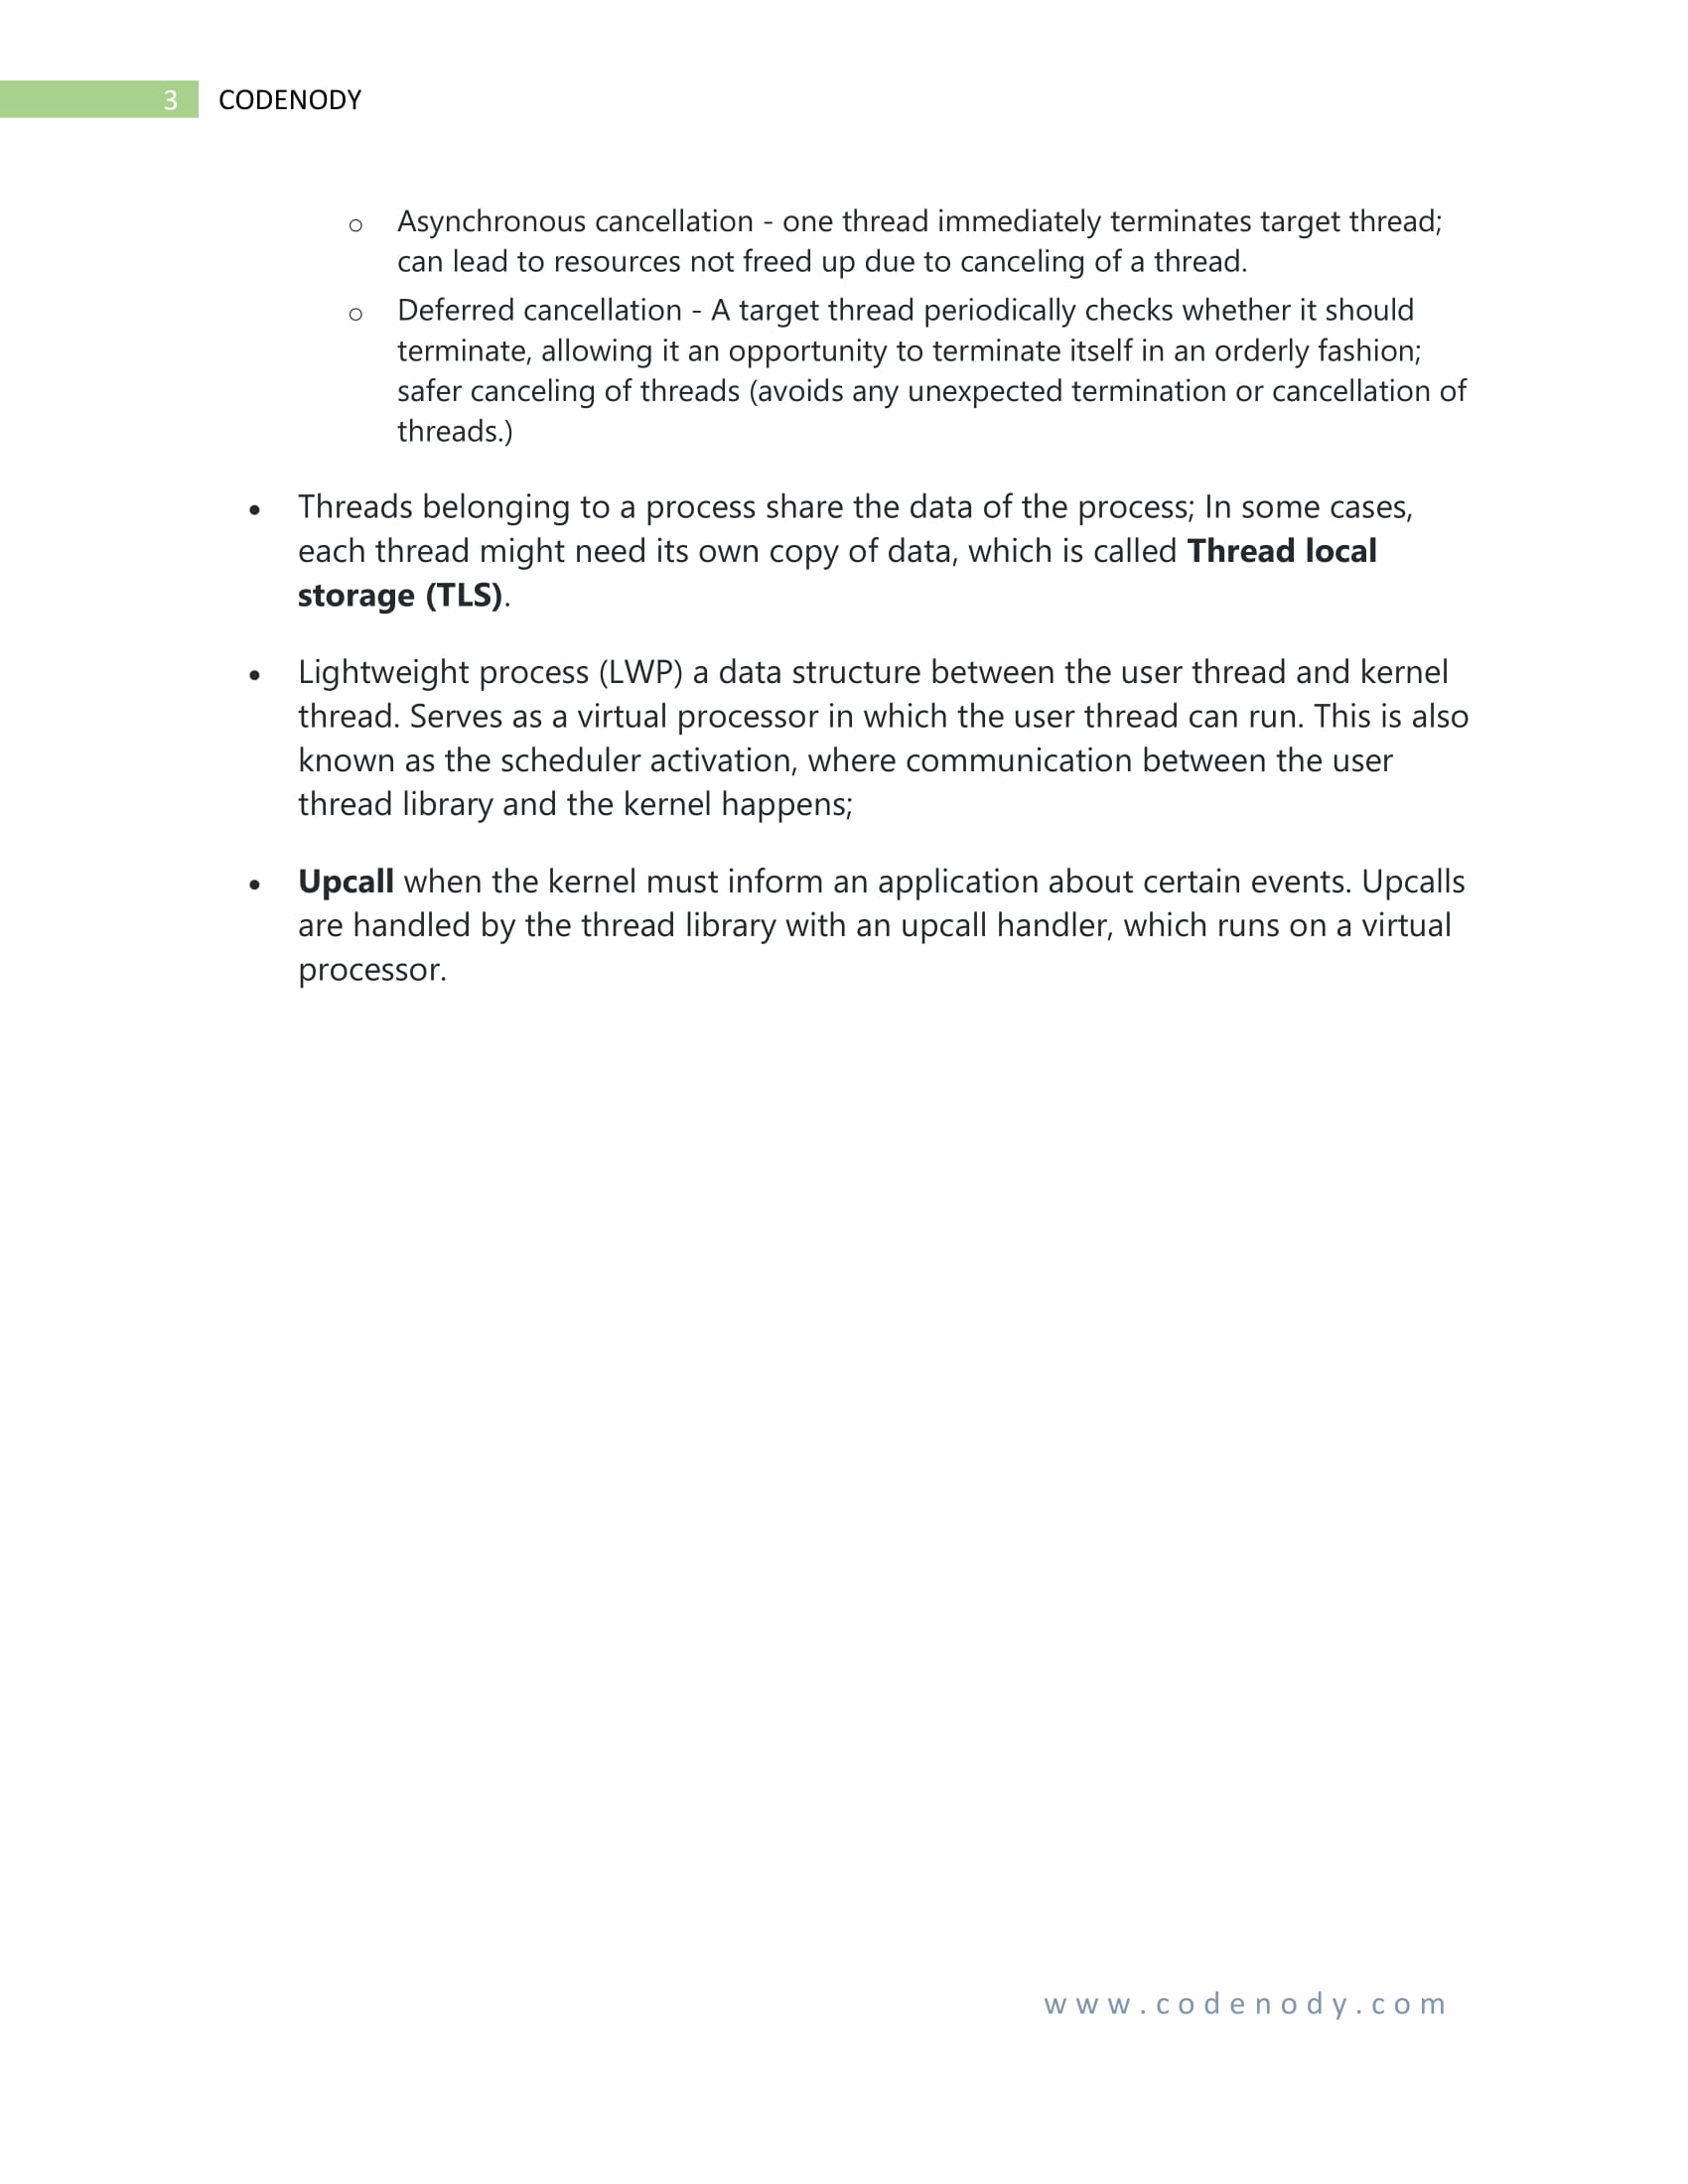 3 CODENODY
o Asynchronous cancellation - one thread immediately terminates target thread;
can lead to resources not freed up due to canceling of a thread.
o Deferred cancellation - A target thread periodically checks whether it should
terminate, allowing it an opportunity to terminate itself in an orderly fashion;
safer canceling of threads (avoids any unexpected termination or cancellation of
threads.)
• Threads belonging to a process share the data of the process; In some cases,
each thread might need its own copy of data, which is called Thread local
storage (TLS).
• Lightweight process (LWP) a data structure between the user thread and kernel
thread. Serves as a virtual processor in which the user thread can run. This is also
known as the scheduler activation, where communication between the user
thread library and the kernel happens;
• Upcall when the kernel must inform an application about certain events. Upcalls
are handled by the thread library with an upcall handler, which runs on a virtual
processor.
www.codenody.com